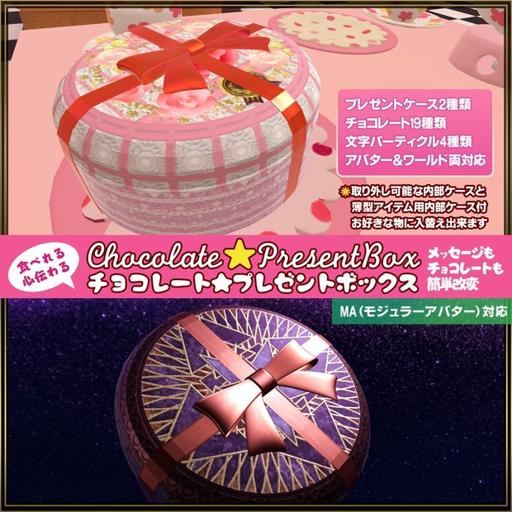 プレゼントケース2種類
チョコレート19種類
文字パーティクル4種類
アバター&ワールド両対応
✹取り外し可能な内部ケースと
薄型アイテム用内部ケース付
お好きな物に入替え出来ます
食べれる
心伝わる
Chocolate★PresentBox
チョコレート★プレゼントボックス
メッセージも
チョコレートも
簡単改変
MA(モジュラーアバター)対応